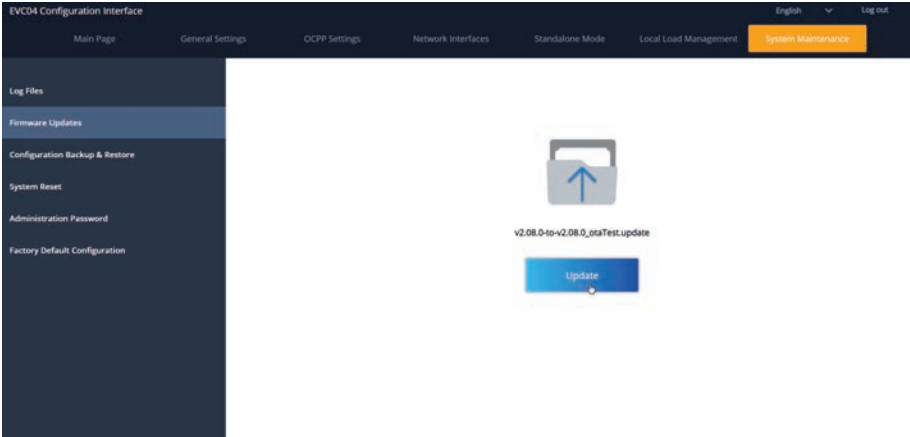 EVC04 Configuration Interface
English
Log out
Main Page
General Settings
OCPP Settings
Network Interfaces
Standalone Mode
Local Load Management
System Maintenance
Log Files
Firmware Updates
Configuration Backup & Restore
System Reset
Administration Password
Factory Default Configuration
v2.08.0-to-v2.08.0_otaTest.update
Update